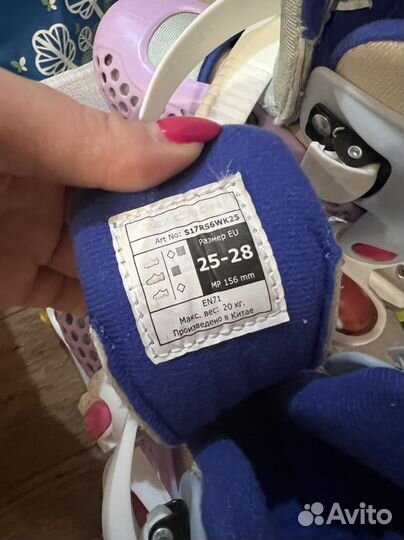 Art No: S17RS6WK25
Размер EU
25-28
MP 156 mm
EN71
Макс. вес: 20 кг.
Произведено в Китае
Avito